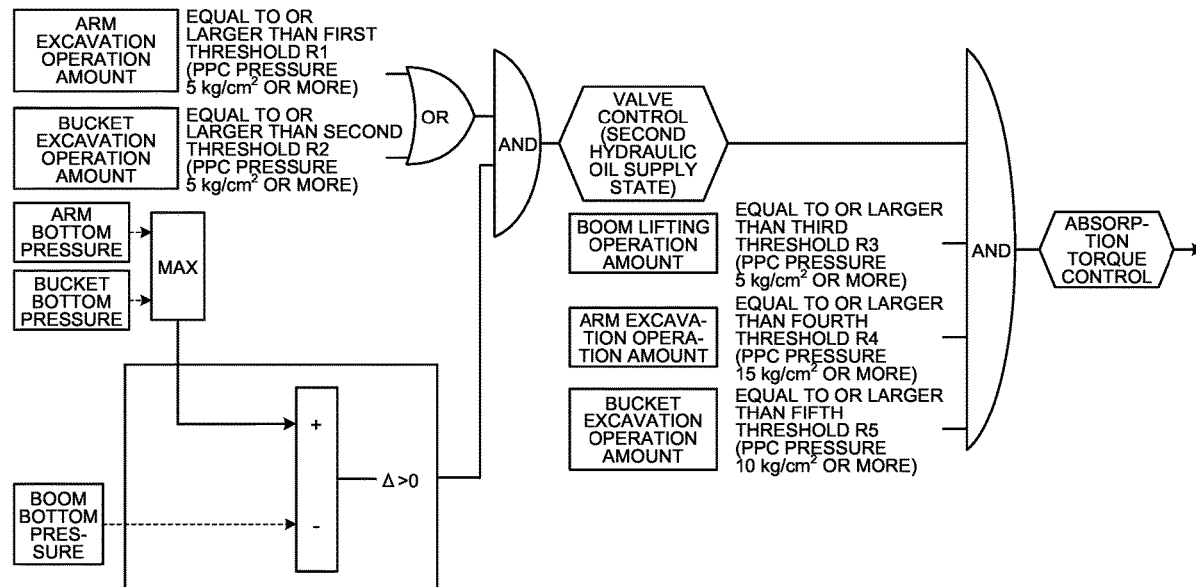 ARM
EXCAVATION
OPERATION
AMOUNT
EQUAL TO OR
LARGER THAN FIRST
THRESHOLD R1
(PPC PRESSURE
5 kg/cm² OR MORE)
BUCKET
EXCAVATION
OPERATION
AMOUNT
EQUAL TO OR
LARGER THAN SECOND
THRESHOLD R2
(PPC PRESSURE
5 kg/cm² OR MORE)
OR
AND
VALVE
CONTROL
(SECOND
HYDRAULIC
OIL SUPPLY
STATE)
ARM
BOTTOM
PRESSURE
BUCKET
BOTTOM
PRESSURE
MAX
BOOM LIFTING
OPERATION
AMOUNT
EQUAL TO OR LARGER
THAN THIRD
THRESHOLD R3
(PPC PRESSURE
5 kg/cm² OR MORE)
ARM EXCAVA-
TION OPERA-
TION AMOUNT
EQUAL TO OR LARGER
THAN FOURTH
THRESHOLD R4
(PPC PRESSURE
15 kg/cm² OR MORE)
BUCKET
EXCAVATION
OPERATION
AMOUNT
EQUAL TO OR LARGER
THAN FIFTH
THRESHOLD R5
(PPC PRESSURE
10 kg/cm² OR MORE)
AND
ABSORP-
TION
TORQUE
CONTROL
+
-
Δ>0
BOOM
BOTTOM
PRES-
SURE